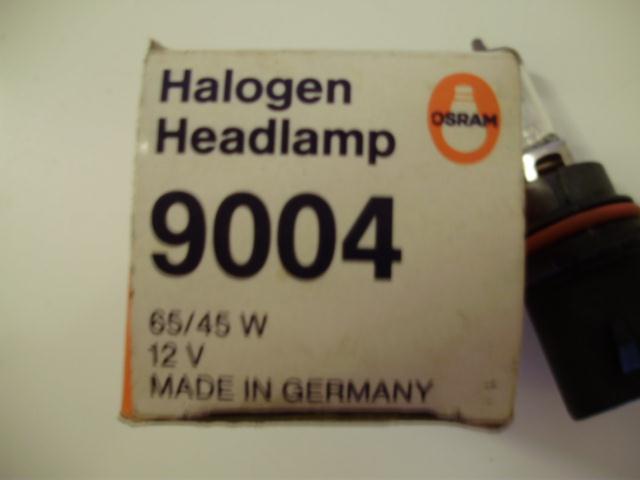 Halogen
Headlamp
OSRAM
9004
65/45 W
12 V
MADE IN GERMANY